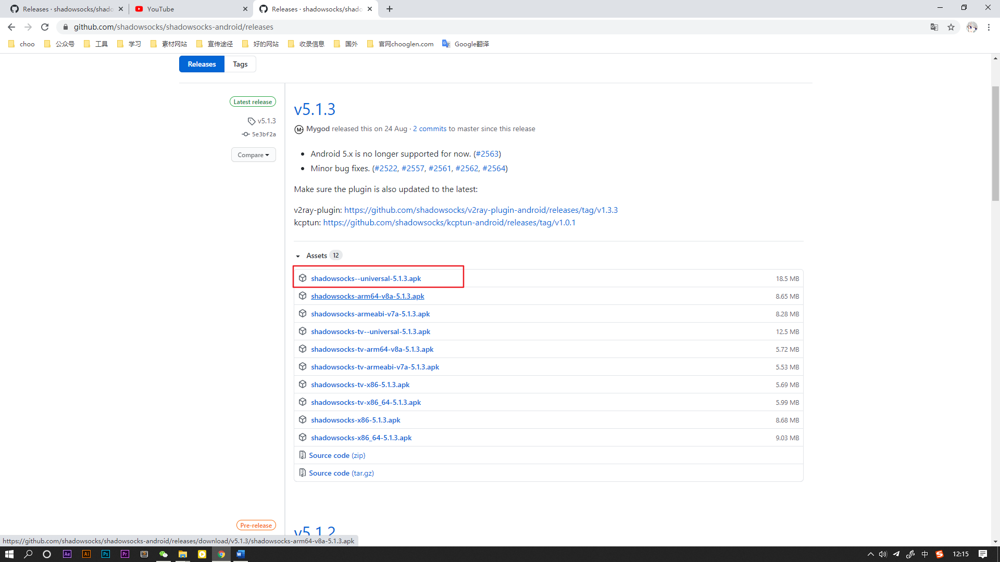 Releases · shadowsocks/shado
YouTube
Releases · shadowsocks/shado
github.com/shadowsocks/shadowsocks-android/releases
choo
公众号
工具
学习
素材网站
宣传途径
好的网站
收录信息
国外
官网chooglen.com
Google翻译
Releases
Tags
Latest release
v5.1.3
5e3bf2a
Compare
v5.1.3
Mygod released this on 24 Aug · 2 commits to master since this release
Android 5.x is no longer supported for now. (#2563)
Minor bug fixes. (#2522, #2557, #2561, #2562, #2564)
Make sure the plugin is also updated to the latest:
v2ray-plugin: https://github.com/shadowsocks/v2ray-plugin-android/releases/tag/v1.3.3
kcptun: https://github.com/shadowsocks/kcptun-android/releases/tag/v1.0.1
Assets 12
shadowsocks--universal-5.1.3.apk 18.5 MB
shadowsocks-arm64-v8a-5.1.3.apk 8.65 MB
shadowsocks-armeabi-v7a-5.1.3.apk 8.28 MB
shadowsocks-tv--universal-5.1.3.apk 12.5 MB
shadowsocks-tv-arm64-v8a-5.1.3.apk 5.72 MB
shadowsocks-tv-armeabi-v7a-5.1.3.apk 5.53 MB
shadowsocks-tv-x86-5.1.3.apk 5.69 MB
shadowsocks-tv-x86_64-5.1.3.apk 5.99 MB
shadowsocks-x86-5.1.3.apk 8.68 MB
shadowsocks-x86_64-5.1.3.apk 9.03 MB
Source code (zip)
Source code (tar.gz)
Pre-release
v5.1.2
https://github.com/shadowsocks/shadowsocks-android/releases/download/v5.1.3/shadowsocks-arm64-v8a-5.1.3.apk
Ae
Ai
Ps
Pr
中
12:15